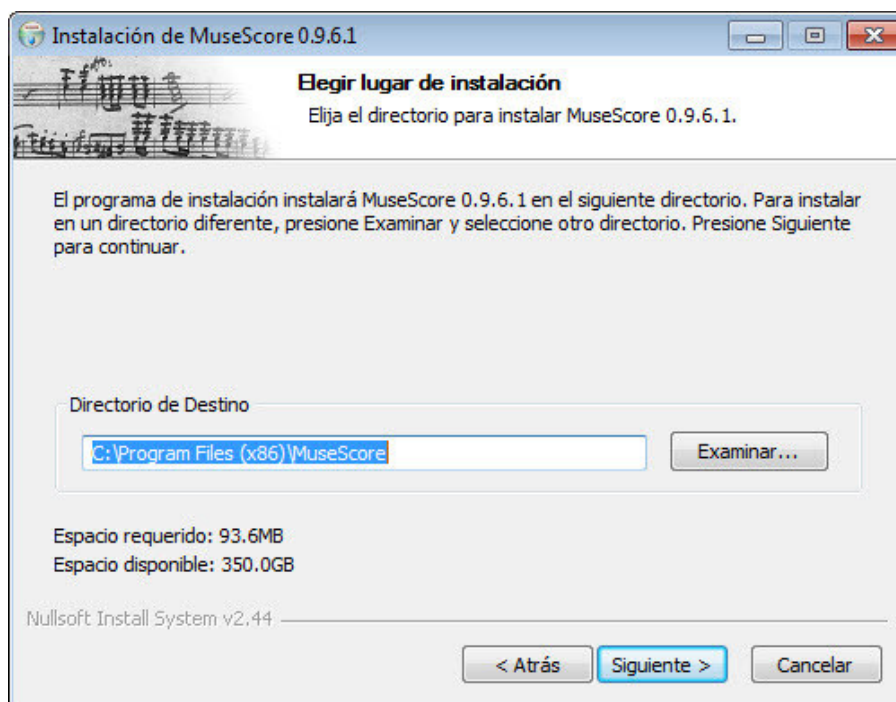 Instalación de MuseScore 0.9.6.1
Elegir lugar de instalación
Elija el directorio para instalar MuseScore 0.9.6.1.
El programa de instalación instalará MuseScore 0.9.6.1 en el siguiente directorio. Para instalar
en un directorio diferente, presione Examinar y seleccione otro directorio. Presione Siguiente
para continuar.
Directorio de Destino
C:\Program Files (x86)\MuseScore
Examinar...
Espacio requerido: 93.6MB
Espacio disponible: 350.0GB
Nullsoft Install System v2.44
< Atrás
Siguiente >
Cancelar